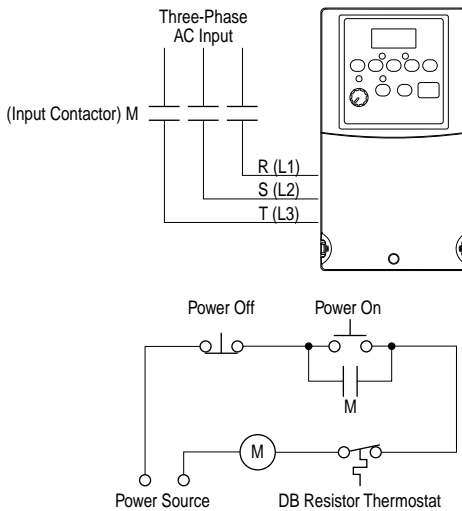 Three-Phase
AC Input
(Input Contactor) M
R (L1)
S (L2)
T (L3)
Power Off
Power On
M
M
Power Source
DB Resistor Thermostat